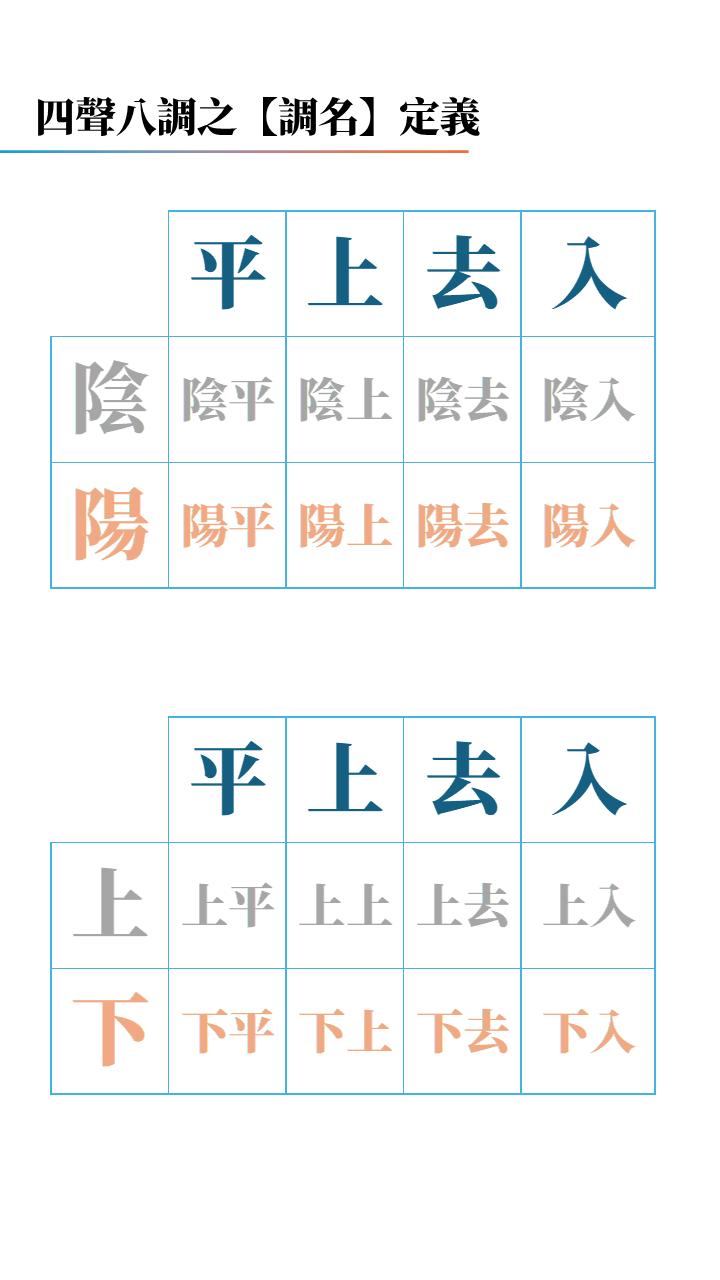 四聲八調之【調名】定義
平 上 去 入
陰 陰平 陰上 陰去 陰入
陽 陽平 陽上 陽去 陽入
平 上 去 入
上 上平 上上 上去 上入
下 下平 下上 下去 下入